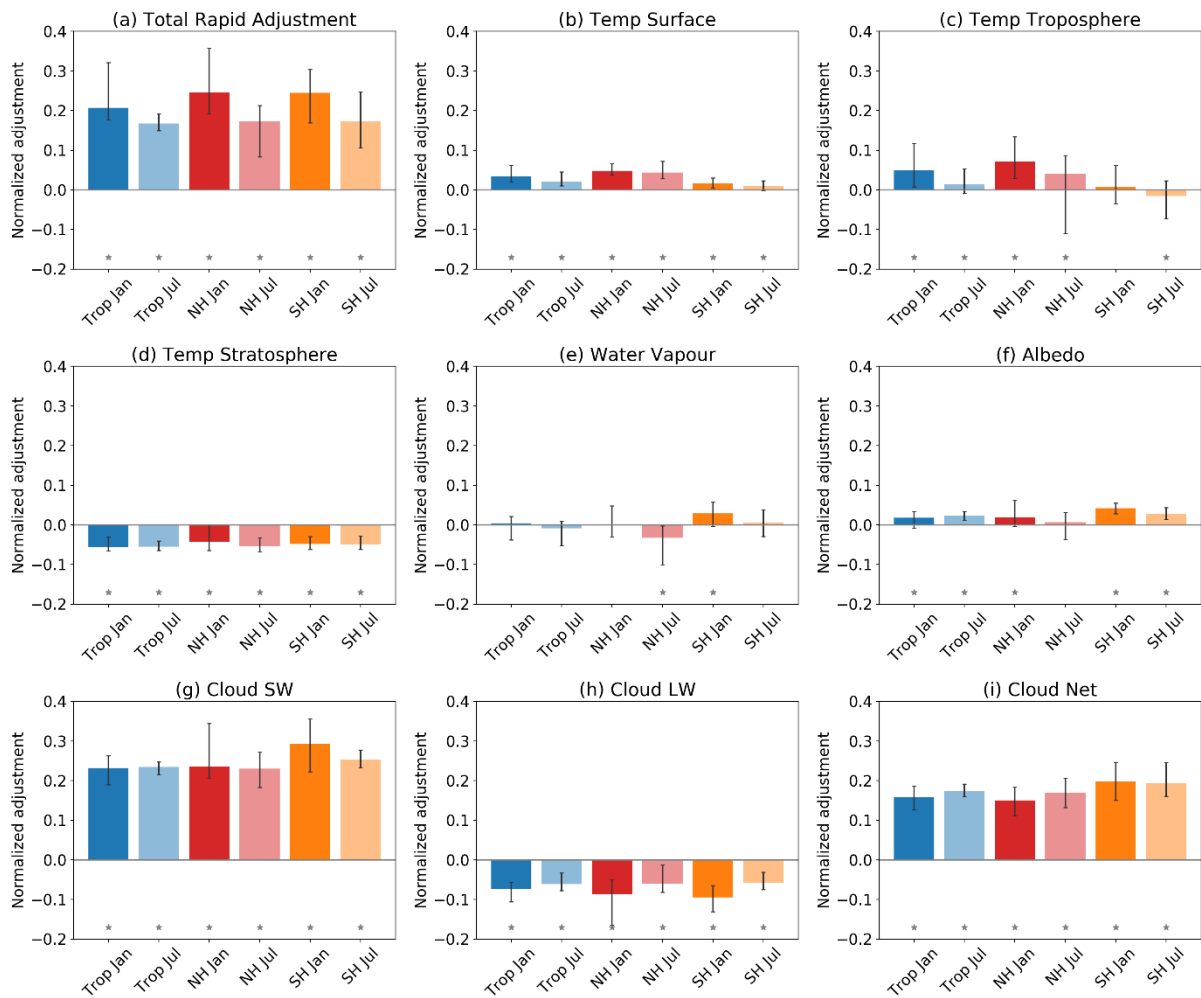 (a) Total Rapid Adjustment
Normalized adjustment
0.4
0.3
0.2
0.1
0.0
−0.1
−0.2
Trop Jan
Trop Jul
NH Jan
NH Jul
SH Jan
SH Jul
(b) Temp Surface
Normalized adjustment
0.4
0.3
0.2
0.1
0.0
−0.1
−0.2
Trop Jan
Trop Jul
NH Jan
NH Jul
SH Jan
SH Jul
(c) Temp Troposphere
Normalized adjustment
0.4
0.3
0.2
0.1
0.0
−0.1
−0.2
Trop Jan
Trop Jul
NH Jan
NH Jul
SH Jan
SH Jul
(d) Temp Stratosphere
Normalized adjustment
0.4
0.3
0.2
0.1
0.0
−0.1
−0.2
Trop Jan
Trop Jul
NH Jan
NH Jul
SH Jan
SH Jul
(e) Water Vapour
Normalized adjustment
0.4
0.3
0.2
0.1
0.0
−0.1
−0.2
Trop Jan
Trop Jul
NH Jan
NH Jul
SH Jan
SH Jul
(f) Albedo
Normalized adjustment
0.4
0.3
0.2
0.1
0.0
−0.1
−0.2
Trop Jan
Trop Jul
NH Jan
NH Jul
SH Jan
SH Jul
(g) Cloud SW
Normalized adjustment
0.4
0.3
0.2
0.1
0.0
−0.1
−0.2
Trop Jan
Trop Jul
NH Jan
NH Jul
SH Jan
SH Jul
(h) Cloud LW
Normalized adjustment
0.4
0.3
0.2
0.1
0.0
−0.1
−0.2
Trop Jan
Trop Jul
NH Jan
NH Jul
SH Jan
SH Jul
(i) Cloud Net
Normalized adjustment
0.4
0.3
0.2
0.1
0.0
−0.1
−0.2
Trop Jan
Trop Jul
NH Jan
NH Jul
SH Jan
SH Jul